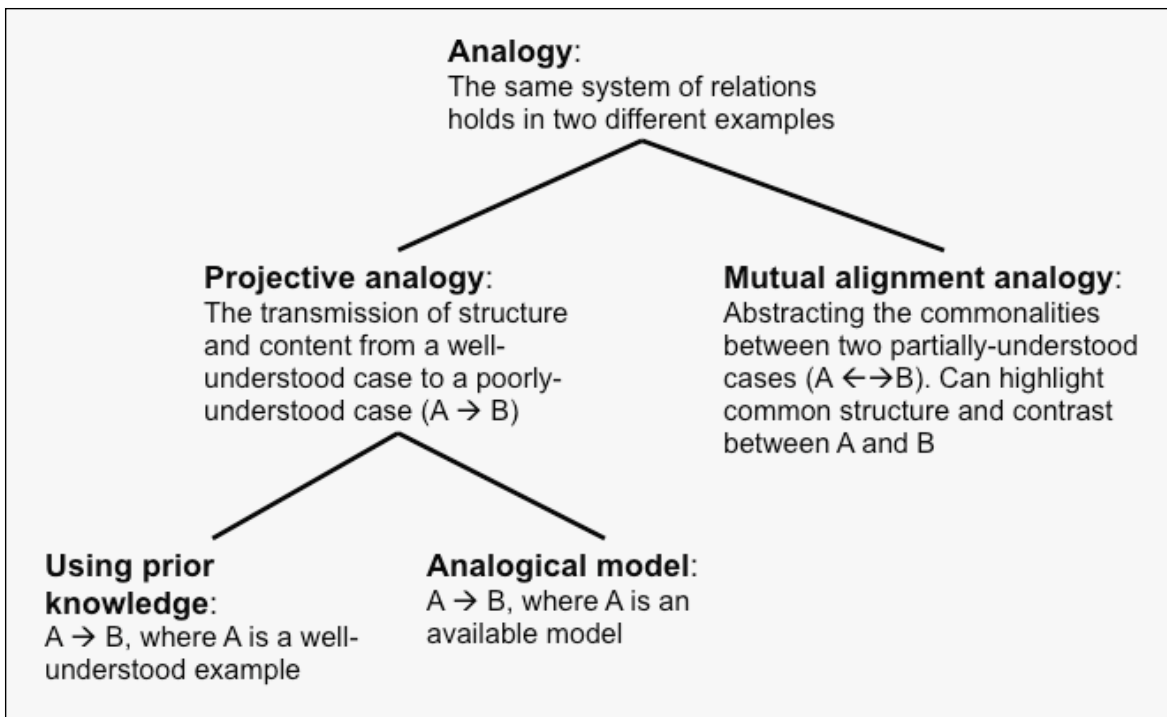 Analogy:
The same system of relations
holds in two different examples
Projective analogy:
The transmission of structure
and content from a well-
understood case to a poorly-
understood case (A → B)
Mutual alignment analogy:
Abstracting the commonalities
between two partially-understood
cases (A ←→B). Can highlight
common structure and contrast
between A and B
Using prior
knowledge:
A → B, where A is a well-
understood example
Analogical model:
A → B, where A is an
available model